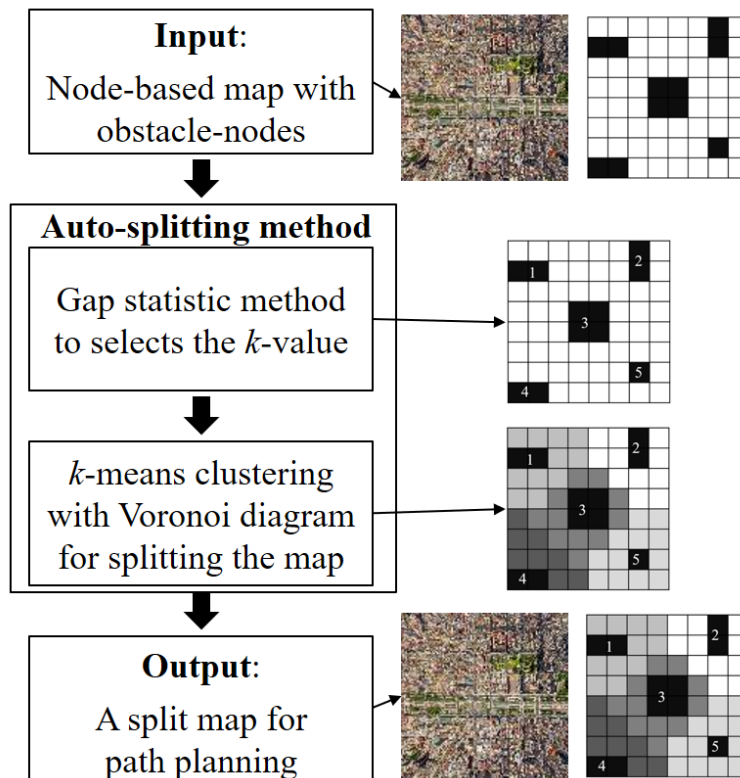 Input:
Node-based map with
obstacle-nodes
Auto-splitting method
Gap statistic method
to selects the k-value
1
2
3
4
5
k-means clustering
with Voronoi diagram
for splitting the map
1
2
3
4
5
Output:
A split map for
path planning
1
2
3
4
5